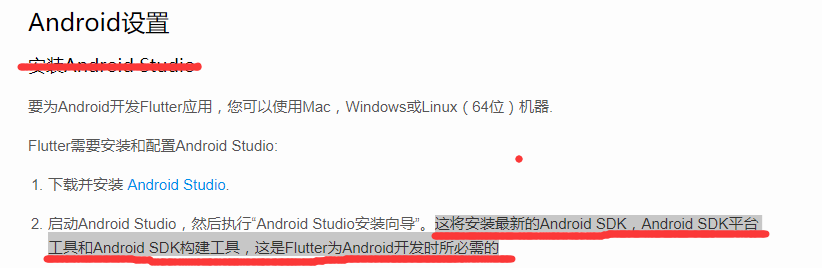 Android设置
安装Android Studio
要为Android开发Flutter应用，您可以使用Mac，Windows或Linux（64位）机器.
Flutter需要安装和配置Android Studio:
1. 下载并安装 Android Studio.
2. 启动Android Studio，然后执行“Android Studio安装向导”。这将安装最新的Android SDK，Android SDK平台
工具和Android SDK构建工具，这是Flutter为Android开发时所必需的